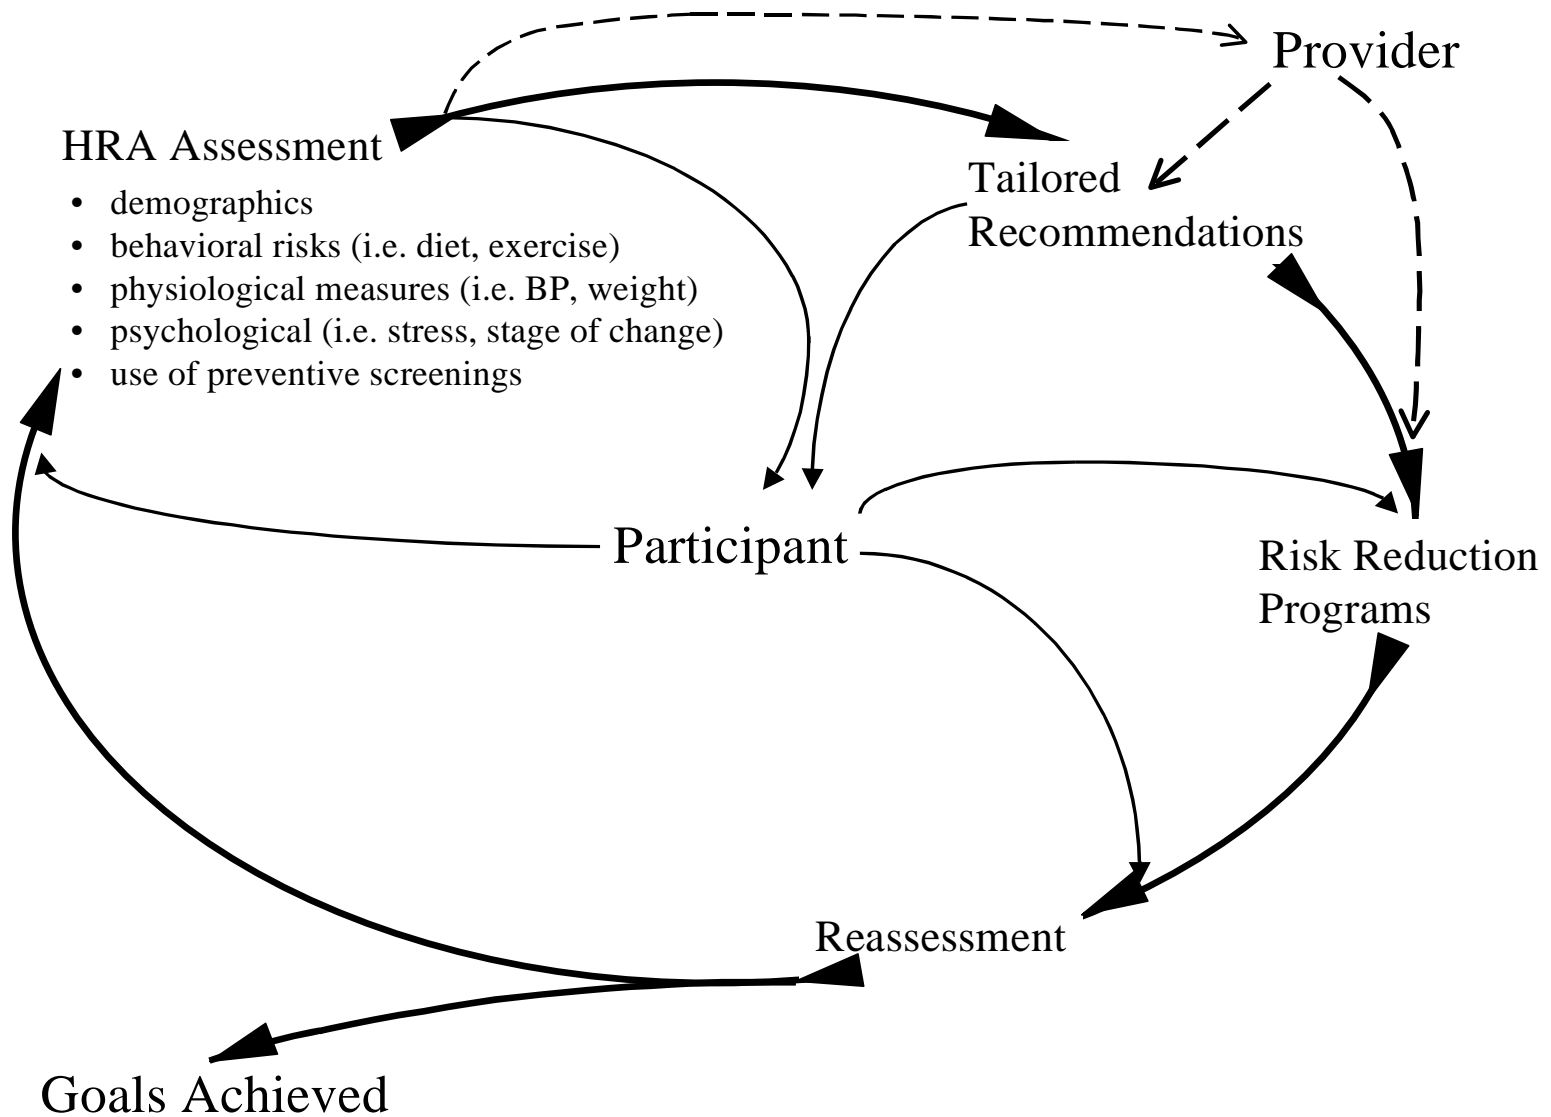 Provider
HRA Assessment
• demographics
• behavioral risks (i.e. diet, exercise)
• physiological measures (i.e. BP, weight)
• psychological (i.e. stress, stage of change)
• use of preventive screenings
Tailored
Recommendations
Participant
Risk Reduction
Programs
Reassessment
Goals Achieved